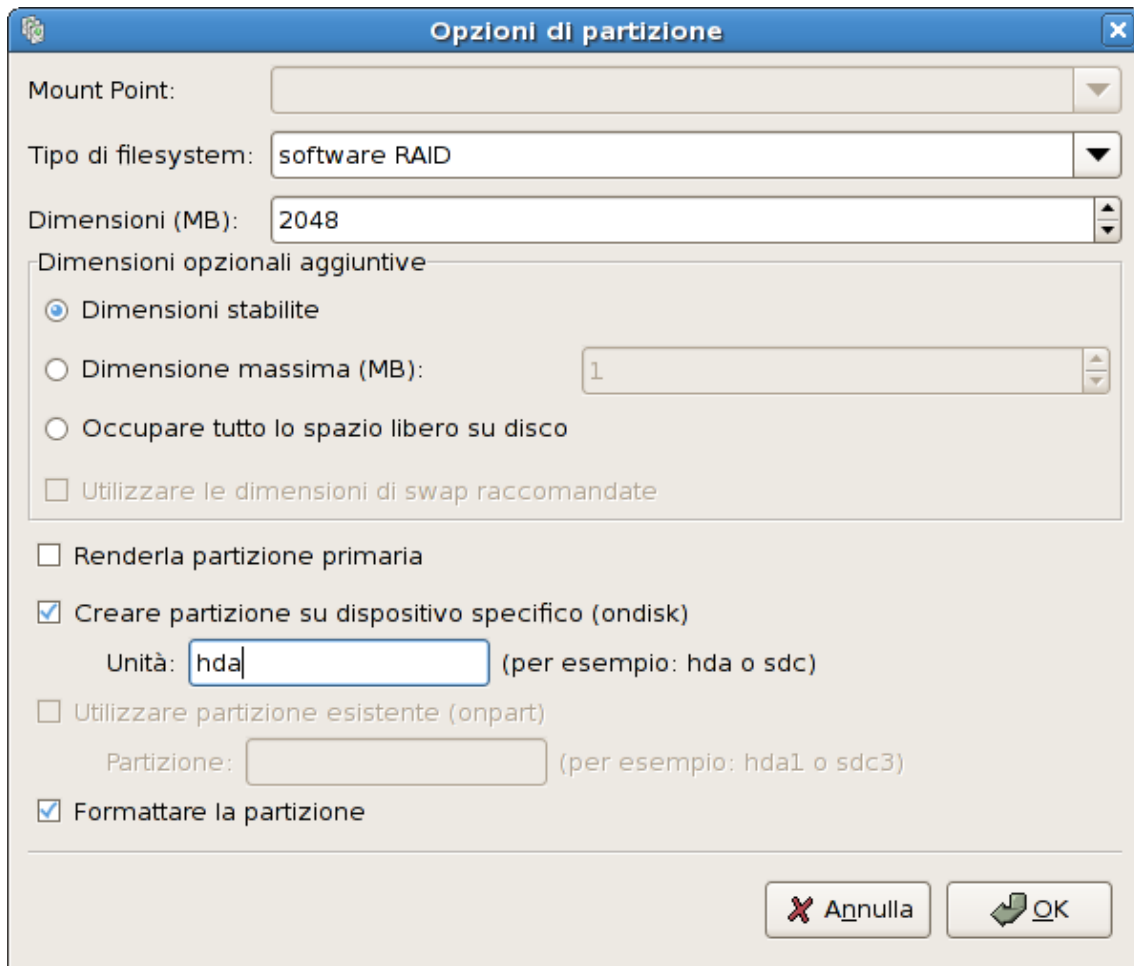 Opzioni di partizione
Mount Point:
Tipo di filesystem: software RAID
Dimensioni (MB): 2048
Dimensioni opzionali aggiuntive
Dimensioni stabilite
Dimensione massima (MB): 1
Occupare tutto lo spazio libero su disco
Utilizzare le dimensioni di swap raccomandate
Renderla partizione primaria
Creare partizione su dispositivo specifico (ondisk)
Unità: hda (per esempio: hda o sdc)
Utilizzare partizione esistente (onpart)
Partizione: (per esempio: hda1 o sdc3)
Formattare la partizione
Annulla OK